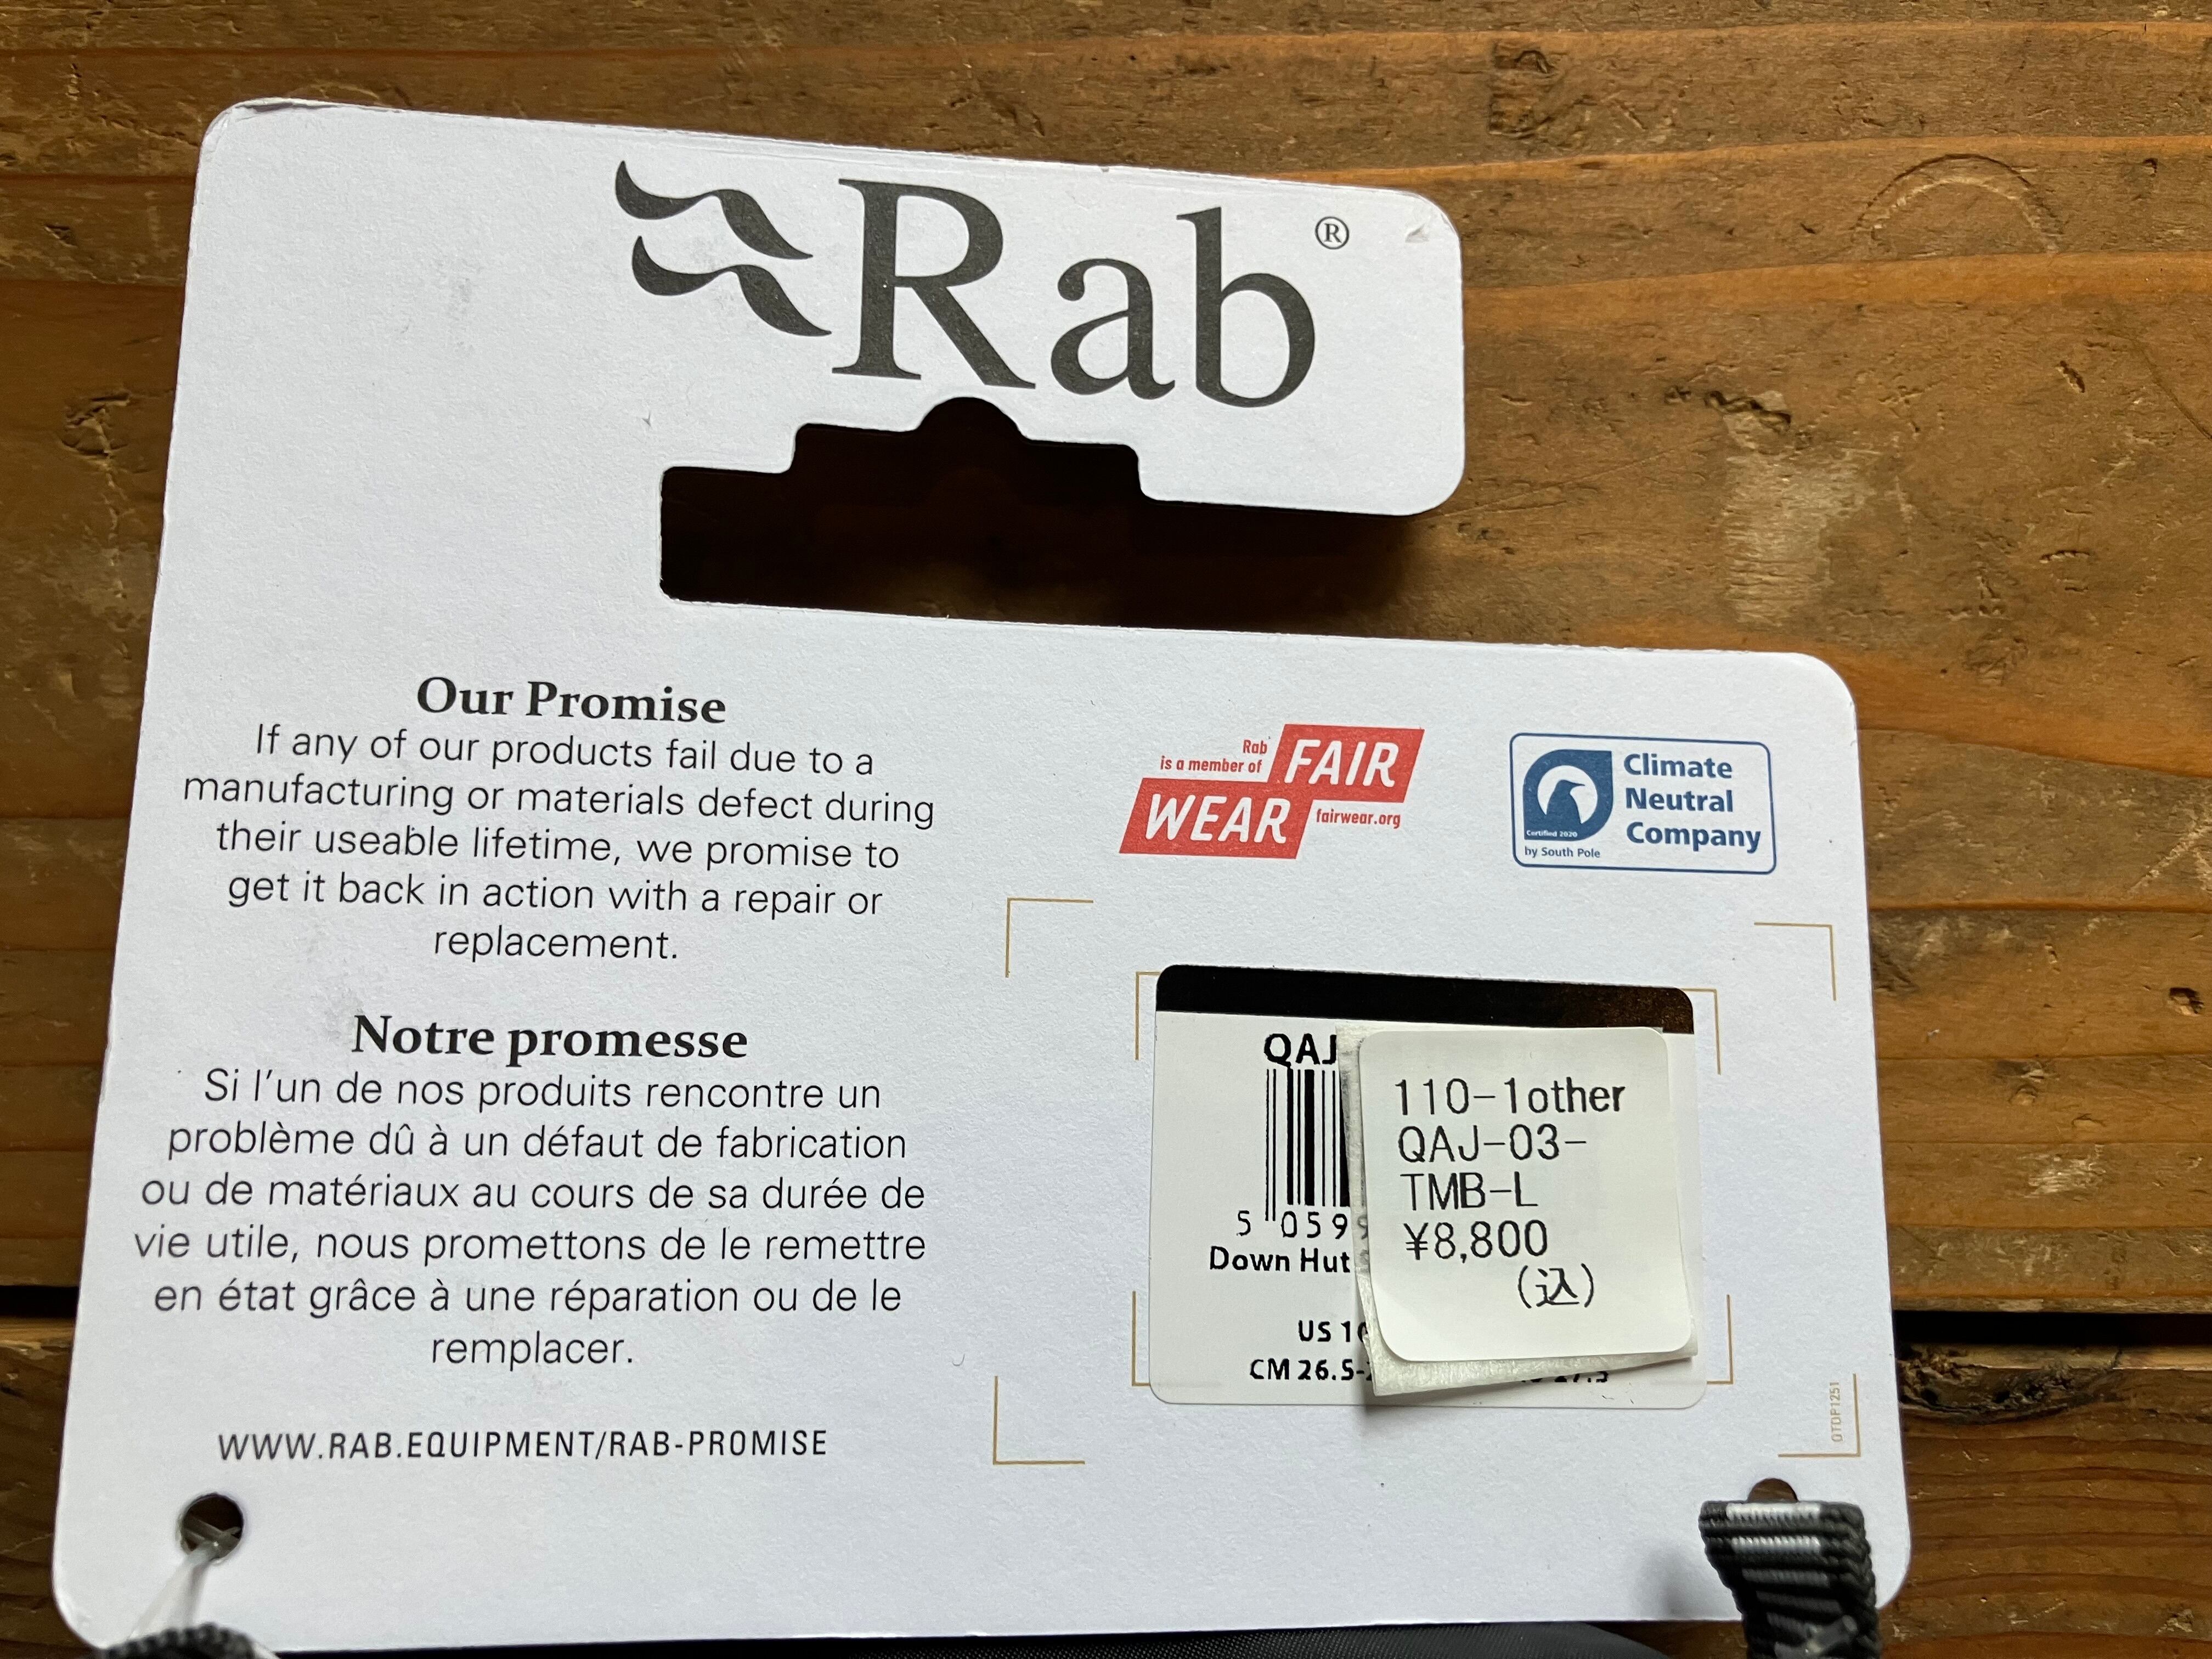 Rab®
Our Promise
If any of our products fail due to a
manufacturing or materials defect during
their useable lifetime, we promise to
get it back in action with a repair or
replacement.
Notre promesse
Si l'un de nos produits rencontre un
problème dû à un défaut de fabrication
ou de matériaux au cours de sa durée de
vie utile, nous promettons de le remettre
en état grâce à une réparation ou de le
remplacer.
WWW.RAB.EQUIPMENT/RAB-PROMISE
Rab
is a member of
FAIR
WEAR
fairwear.org
Climate
Neutral
Company
Certified 2020
by South Pole
QAJ
5 059
Down Hut
US 1
CM 26.5-
110-1other
QAJ-03-
TMB-L
¥8,800
(込)
OTDP1251